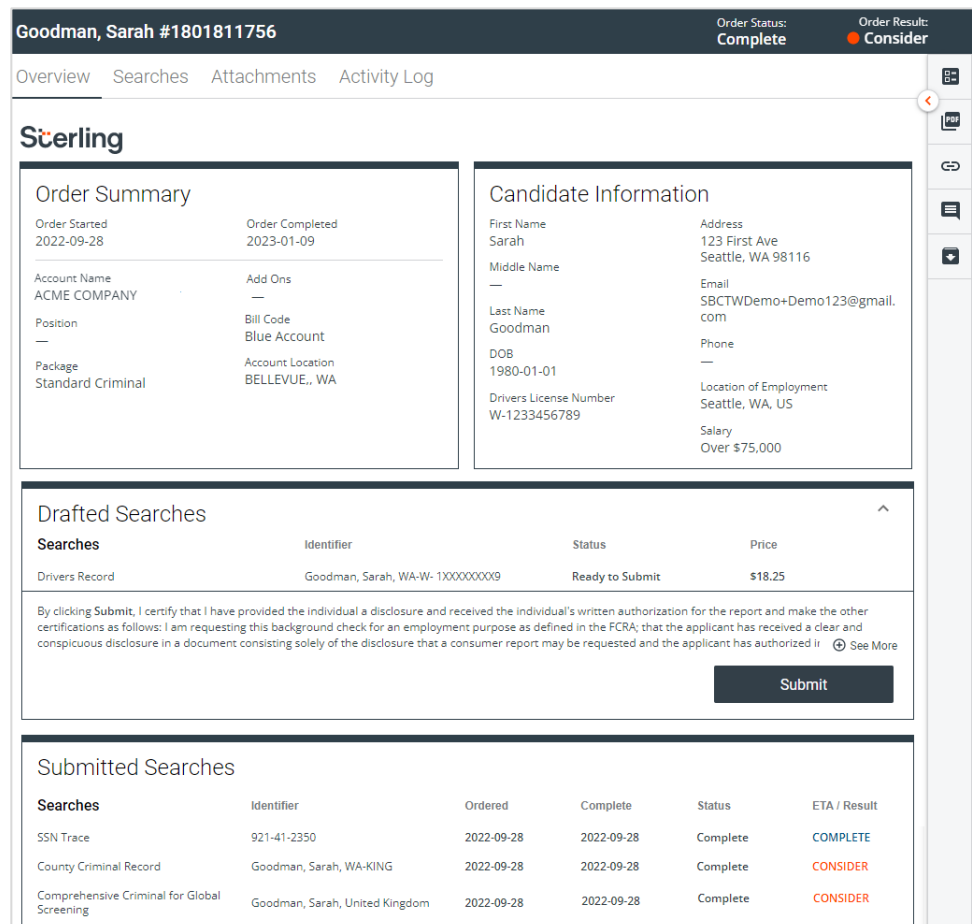 Goodman, Sarah #1801811756
Order Status:
Complete
Order Result:
Consider
Overview Searches Attachments Activity Log
PDF
Sterling
Order Summary
Order Started
2022-09-28
Order Completed
2023-01-09
Account Name
ACME COMPANY
Add Ons
—
Position
—
Bill Code
Blue Account
Package
Standard Criminal
Account Location
BELLEVUE,, WA
Candidate Information
First Name
Sarah
Middle Name
—
Last Name
Goodman
DOB
1980-01-01
Drivers License Number
W-1233456789
Address
123 First Ave
Seattle, WA 98116
Email
SBCTWDemo+Demo123@gmail.
com
Phone
—
Location of Employment
Seattle, WA, US
Salary
Over $75,000
Drafted Searches
Searches Identifier Status Price
Drivers Record Goodman, Sarah, WA-W- 1XXXXXXXX9 Ready to Submit $18.25
By clicking Submit, I certify that I have provided the individual a disclosure and received the individual's written authorization for the report and make the other
certifications as follows: I am requesting this background check for an employment purpose as defined in the FCRA; that the applicant has received a clear and
conspicuous disclosure in a document consisting solely of the disclosure that a consumer report may be requested and the applicant has authorized ir See More
Submit
Submitted Searches
Searches Identifier Ordered Complete Status ETA / Result
SSN Trace 921-41-2350 2022-09-28 2022-09-28 Complete COMPLETE
County Criminal Record Goodman, Sarah, WA-KING 2022-09-28 2022-09-28 Complete CONSIDER
Comprehensive Criminal for Global
Screening
Goodman, Sarah, United Kingdom 2022-09-28 2022-09-28 Complete CONSIDER